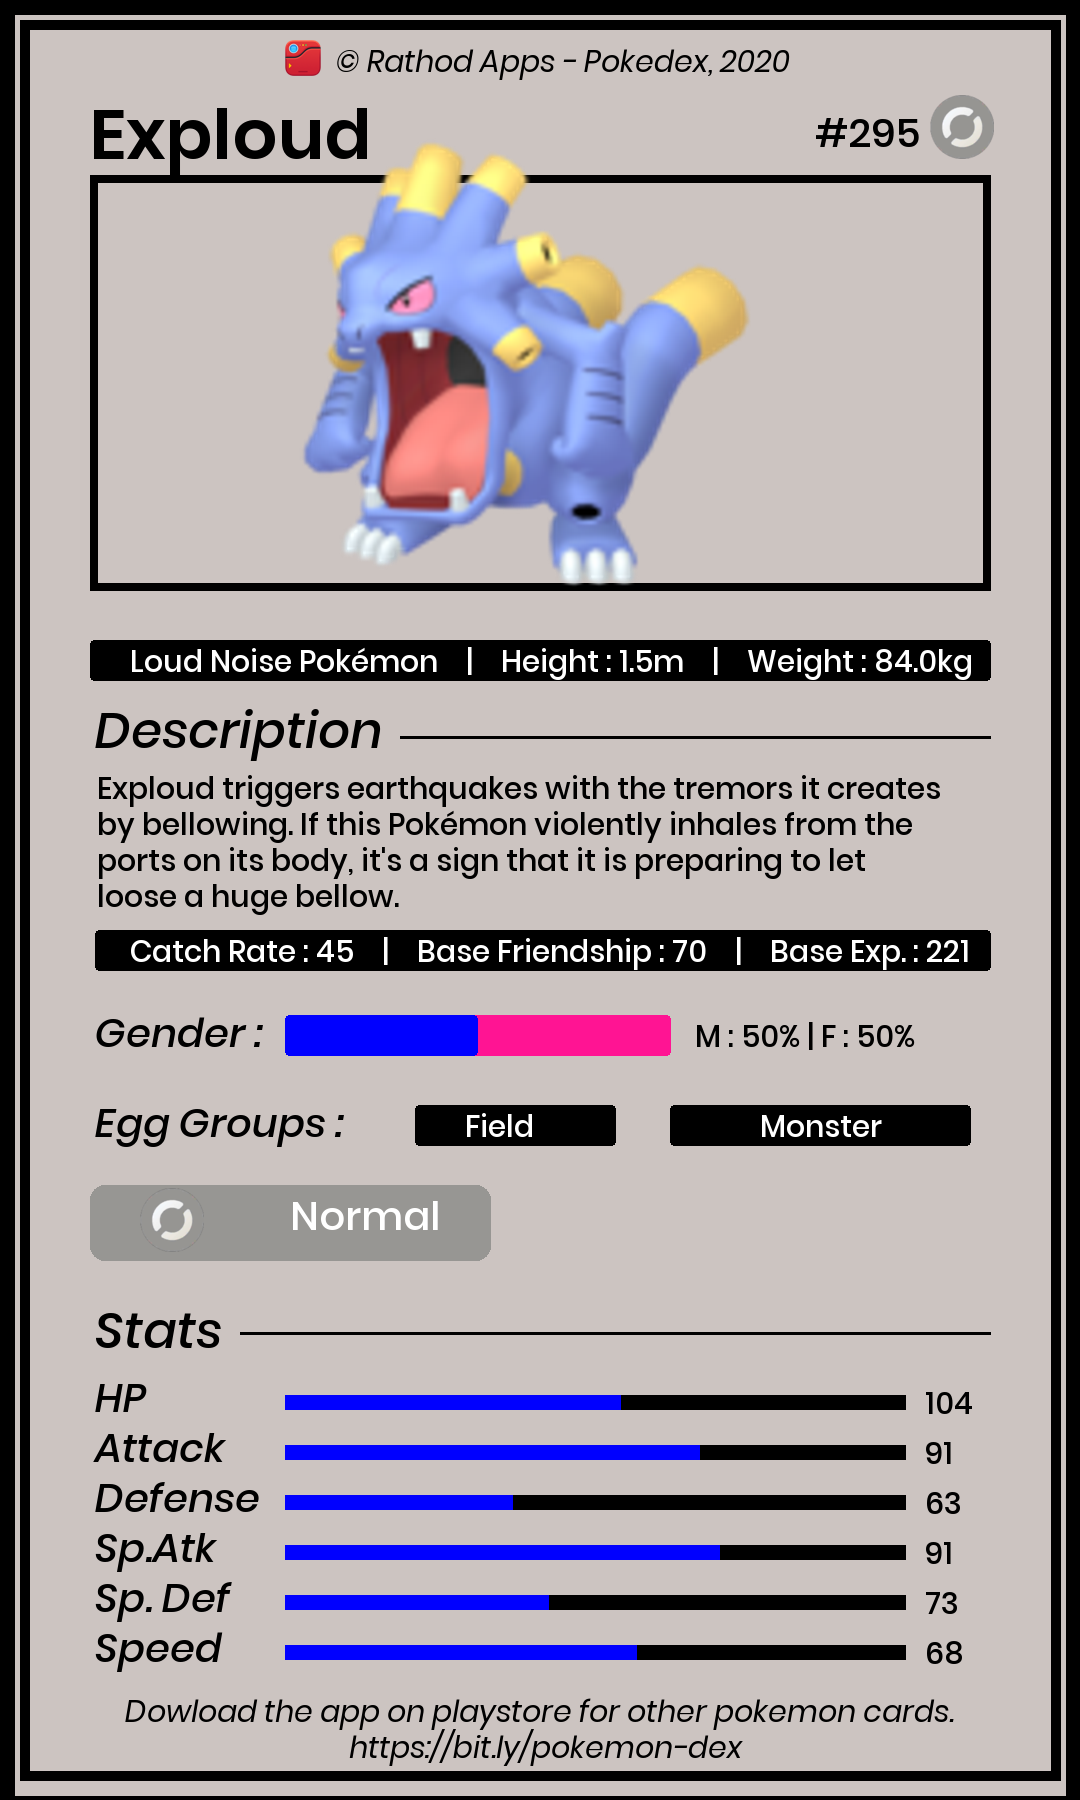 © Rathod Apps - Pokedex, 2020
Exploud
#295
Loud Noise Pokémon | Height : 1.5m | Weight : 84.0kg
Description
Exploud triggers earthquakes with the tremors it creates
by bellowing. If this Pokémon violently inhales from the
ports on its body, it's a sign that it is preparing to let
loose a huge bellow.
Catch Rate : 45 | Base Friendship : 70 | Base Exp. : 221
Gender : M : 50% | F : 50%
Egg Groups : Field Monster
Normal
Stats
HP 104
Attack 91
Defense 63
Sp.Atk 91
Sp. Def 73
Speed 68
Dowload the app on playstore for other pokemon cards.
https://bit.ly/pokemon-dex